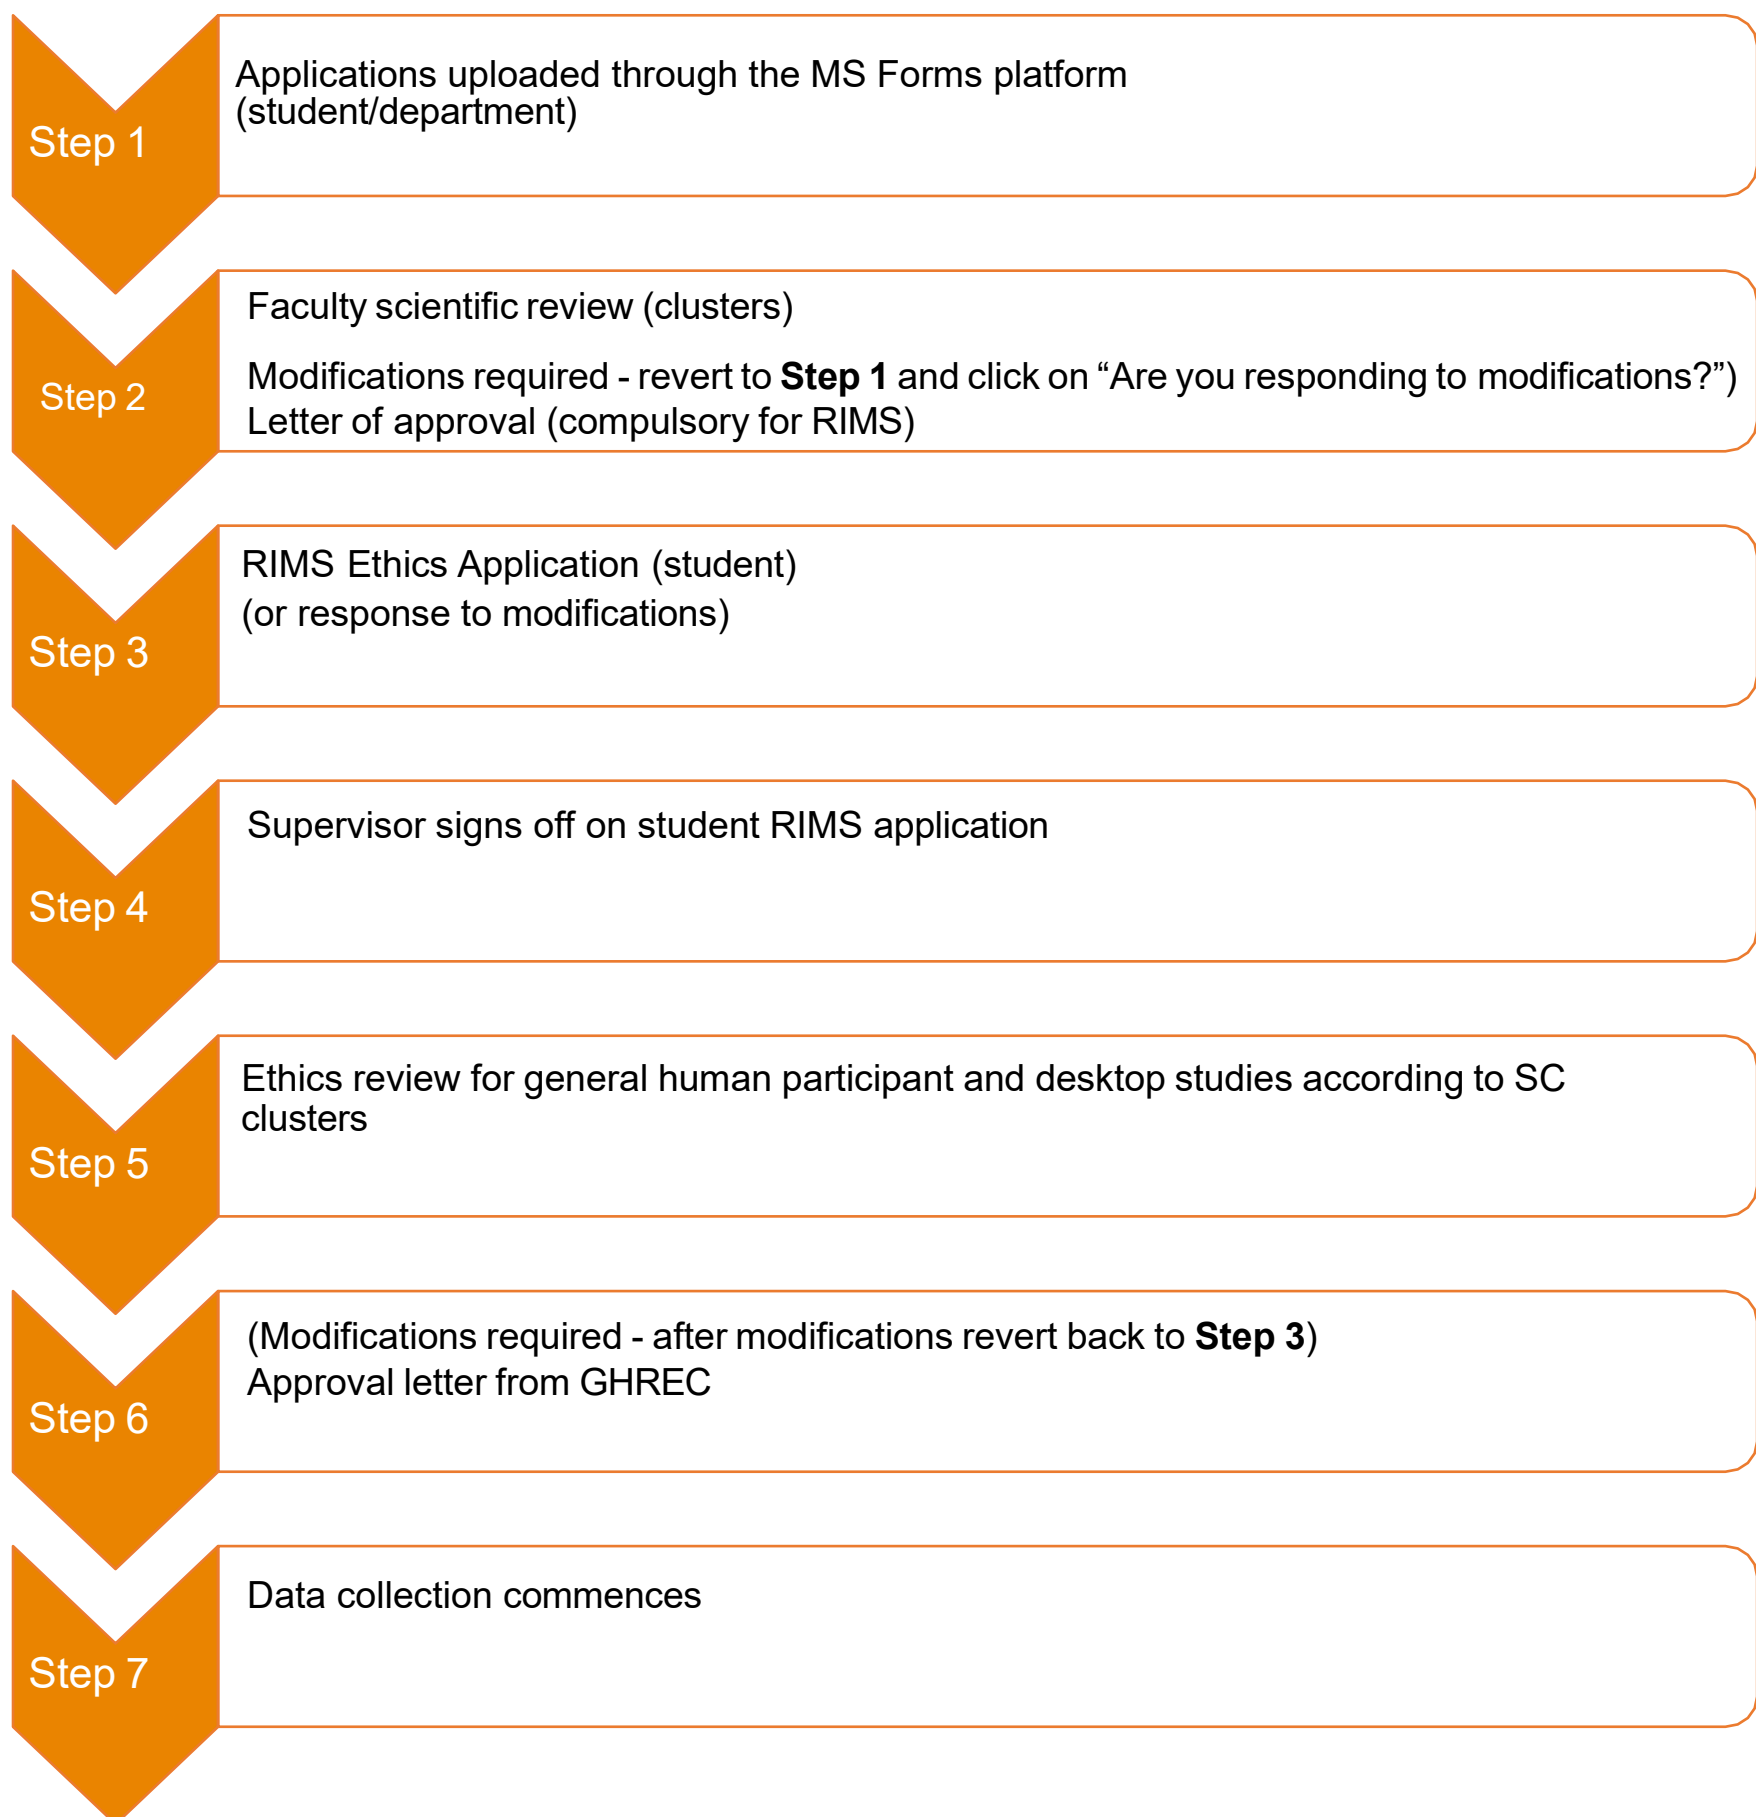 Step 1
Applications uploaded through the MS Forms platform
(student/department)
Step 2
Faculty scientific review (clusters)
Modifications required - revert to Step 1 and click on “Are you responding to modifications?”)
Letter of approval (compulsory for RIMS)
Step 3
RIMS Ethics Application (student)
(or response to modifications)
Step 4
Supervisor signs off on student RIMS application
Step 5
Ethics review for general human participant and desktop studies according to SC
clusters
Step 6
(Modifications required - after modifications revert back to Step 3)
Approval letter from GHREC
Step 7
Data collection commences